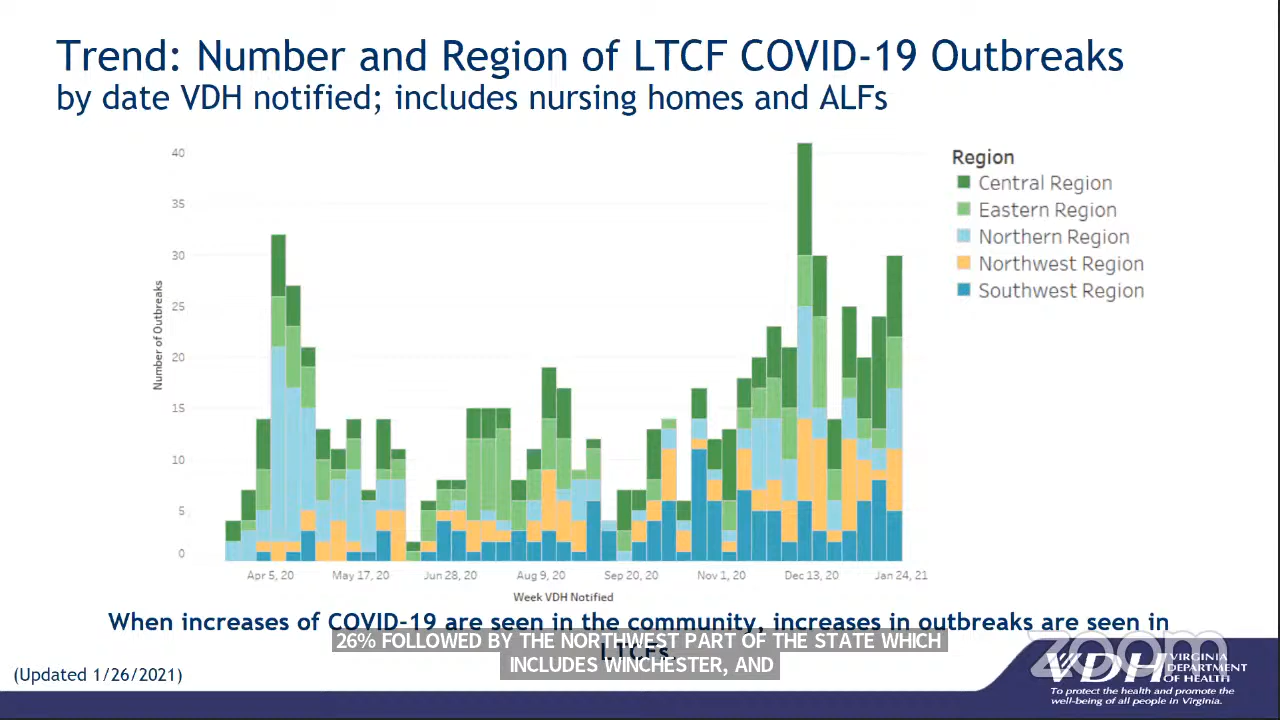 Trend: Number and Region of LTCF COVID-19 Outbreaks
by date VDH notified; includes nursing homes and ALFs
40
35
30
25
20
15
10
5
0
Number of Outbreaks
Apr 5, 20
May 17, 20
Jun 28, 20
Aug 9, 20
Sep 20, 20
Nov 1, 20
Dec 13, 20
Jan 24, 21
Week VDH Notified
Region
Central Region
Eastern Region
Northern Region
Northwest Region
Southwest Region
When increases of COVID-19 are seen in the community, increases in outbreaks are seen in
LTCFs.
26% FOLLOWED BY THE NORTHWEST PART OF THE STATE WHICH
INCLUDES WINCHESTER, AND
(Updated 1/26/2021)
zoom
VDH VIRGINIA
DEPARTMENT
OF HEALTH
To protect the health and promote the
well-being of all people in Virginia.